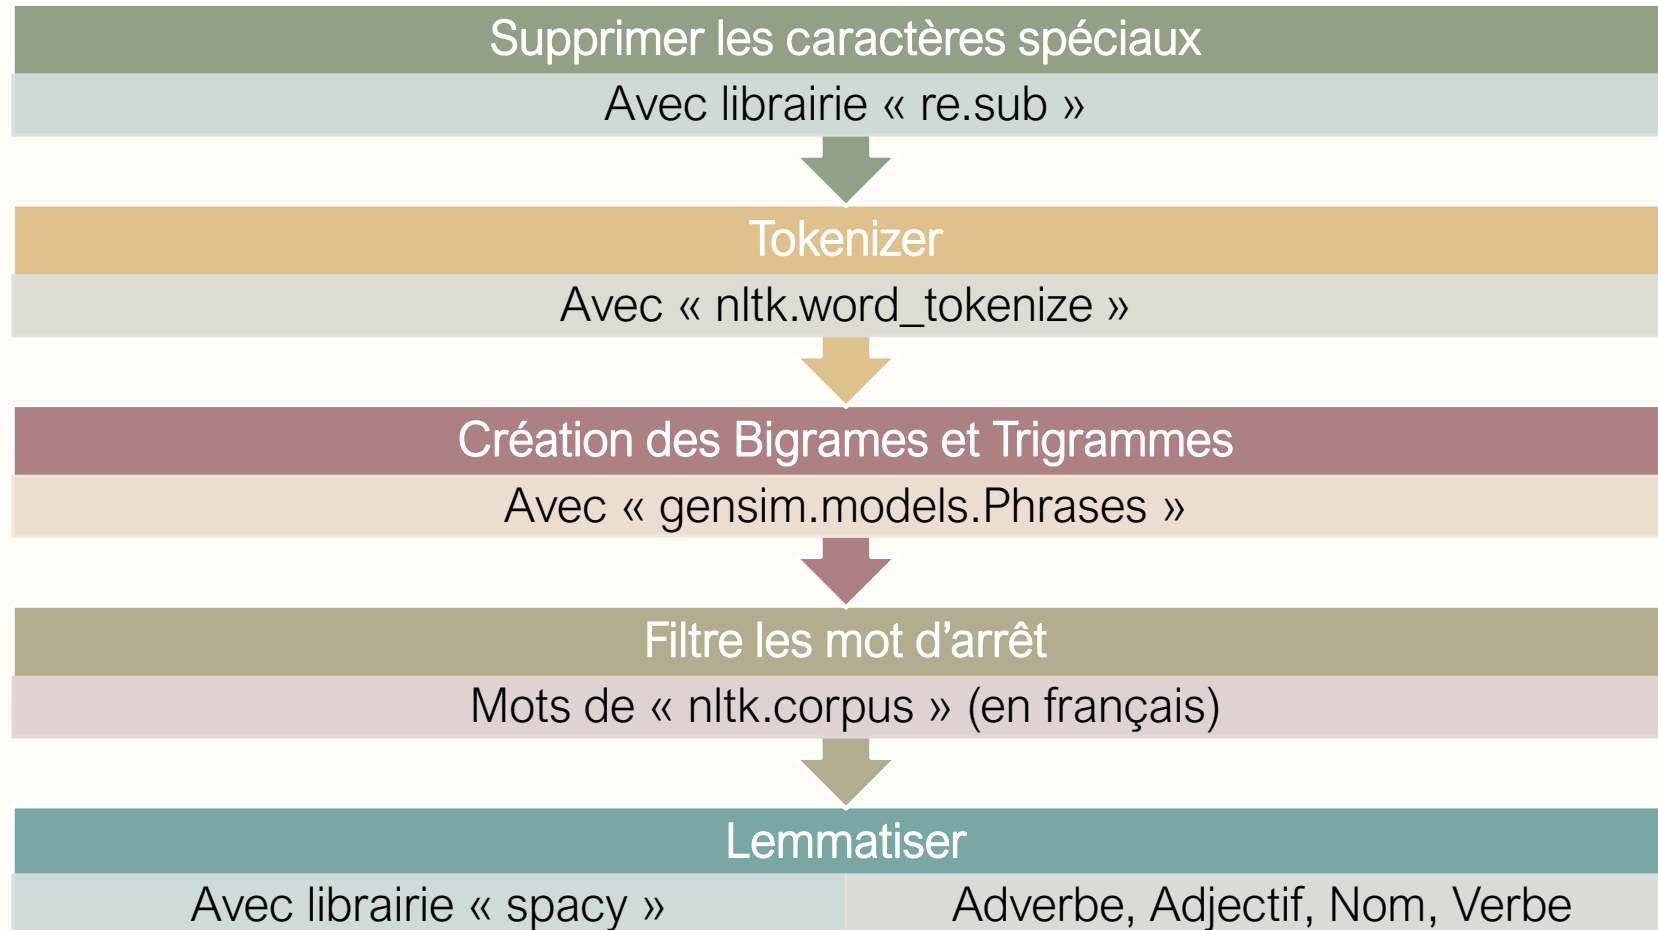 Supprimer les caractères spéciaux
Avec librairie « re.sub »
Tokenizer
Avec « nltk.word_tokenize »
Création des Bigrames et Trigrammes
Avec « gensim.models.Phrases »
Filtre les mot d’arrêt
Mots de « nltk.corpus » (en français)
Lemmatiser
Avec librairie « spacy »
Adverbe, Adjectif, Nom, Verbe